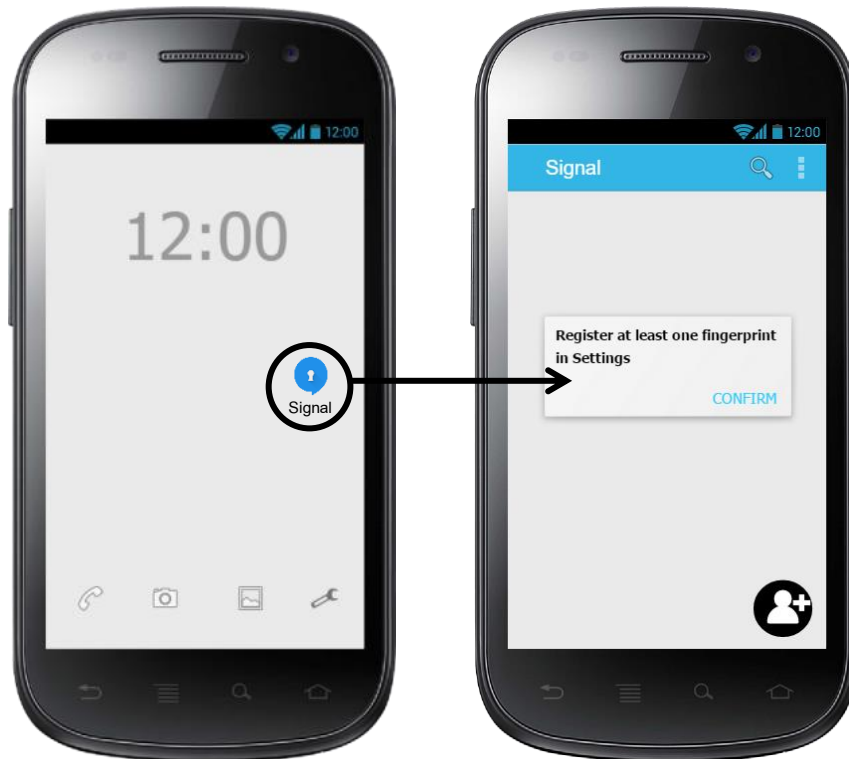 12:00
12:00
Signal
12:00
Signal
Register at least one fingerprint
in Settings
CONFIRM